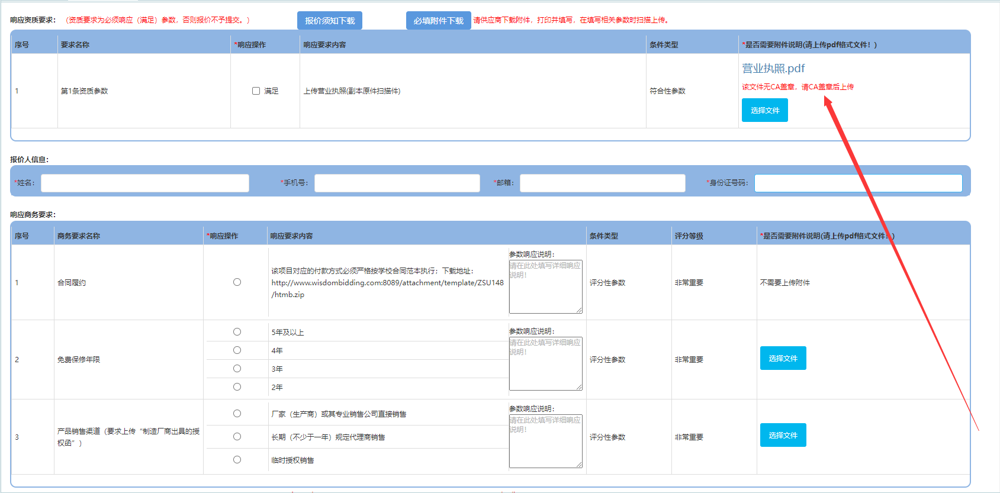 响应资质要求： （资质要求为必须响应（满足）参数，否则报价不予提交。） 报价须知下载 必填附件下载 请供应商下载附件，打印并填写，在填写相关参数时扫描上传。
序号 要求名称 *响应操作 响应要求内容 条件类型 *是否需要附件说明(请上传pdf格式文件！)
营业执照.pdf
该文件无CA盖章，请CA盖章后上传
1 第1条资质参数 满足 上传营业执照(副本原件扫描件) 符合性参数
选择文件
报价人信息：
*姓名： *手机号： *邮箱： *身份证号码：
响应商务要求：
序号 商务要求名称 *响应操作 响应要求内容 条件类型 评分等级 *是否需要附件说明(请上传pdf格式文件！)
参数响应说明：
请在此处填写详细响应
说明！
该项目对应的付款方式必须严格按学校合同范本执行；下载地址：
1 合同履约 http://www.wisdombidding.com:8089/attachment/template/ZSU148 评分性参数 非常重要 不需要上传附件
/htmb.zip
5年及以上
参数响应说明：
请在此处填写详细响应
说明！
4年
2 免费保修年限 评分性参数 非常重要 选择文件
3年
2年
参数响应说明：
厂家（生产商）或其专业销售公司直接销售
请在此处填写详细响应
说明！
产品销售渠道（要求上传“制造厂商出具的授
权函”）
3 长期（不少于一年）规定代理商销售 评分性参数 非常重要 选择文件
临时授权销售